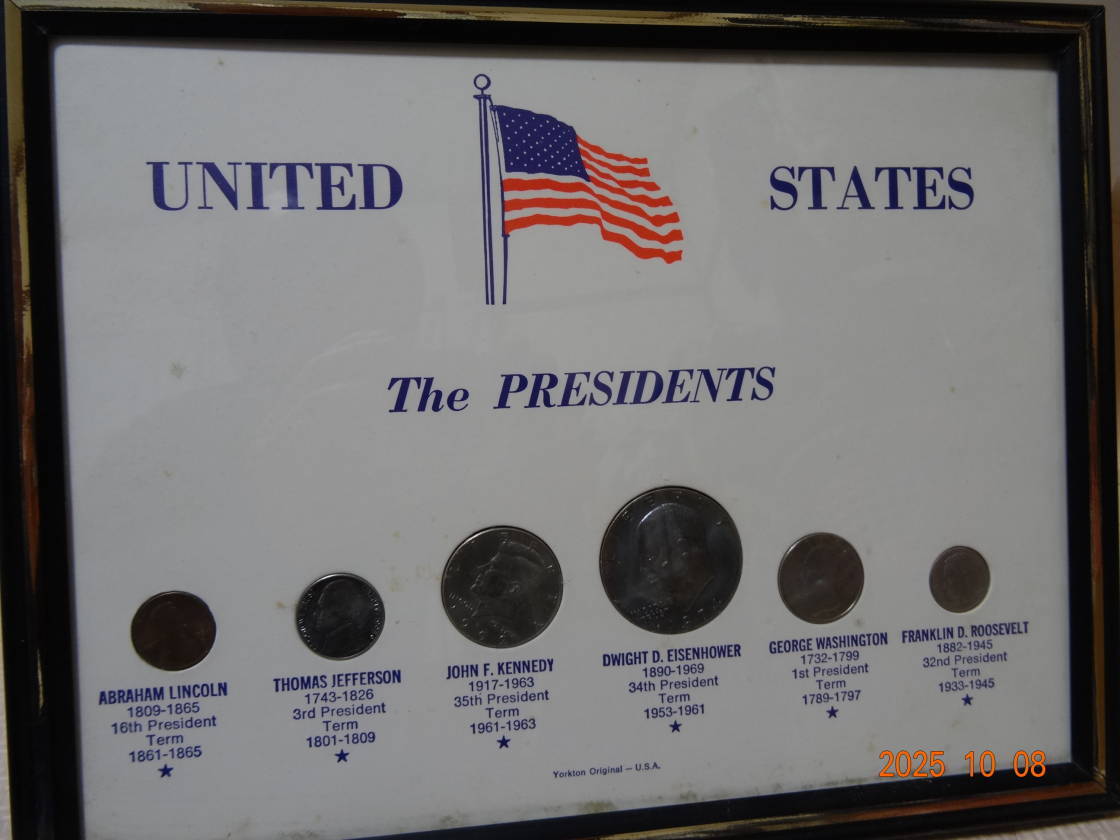 UNITED STATES
The PRESIDENTS
ABRAHAM LINCOLN
1809-1865
16th President
Term
1861-1865
THOMAS JEFFERSON
1743-1826
3rd President
Term
1801-1809
JOHN F. KENNEDY
1917-1963
35th President
Term
1961-1963
DWIGHT D. EISENHOWER
1890-1969
34th President
Term
1953-1961
GEORGE WASHINGTON
1732-1799
1st President
Term
1789-1797
FRANKLIN D. ROOSEVELT
1882-1945
32nd President
Term
1933-1945
Yorkton Original — U.S.A.
2025 10 08